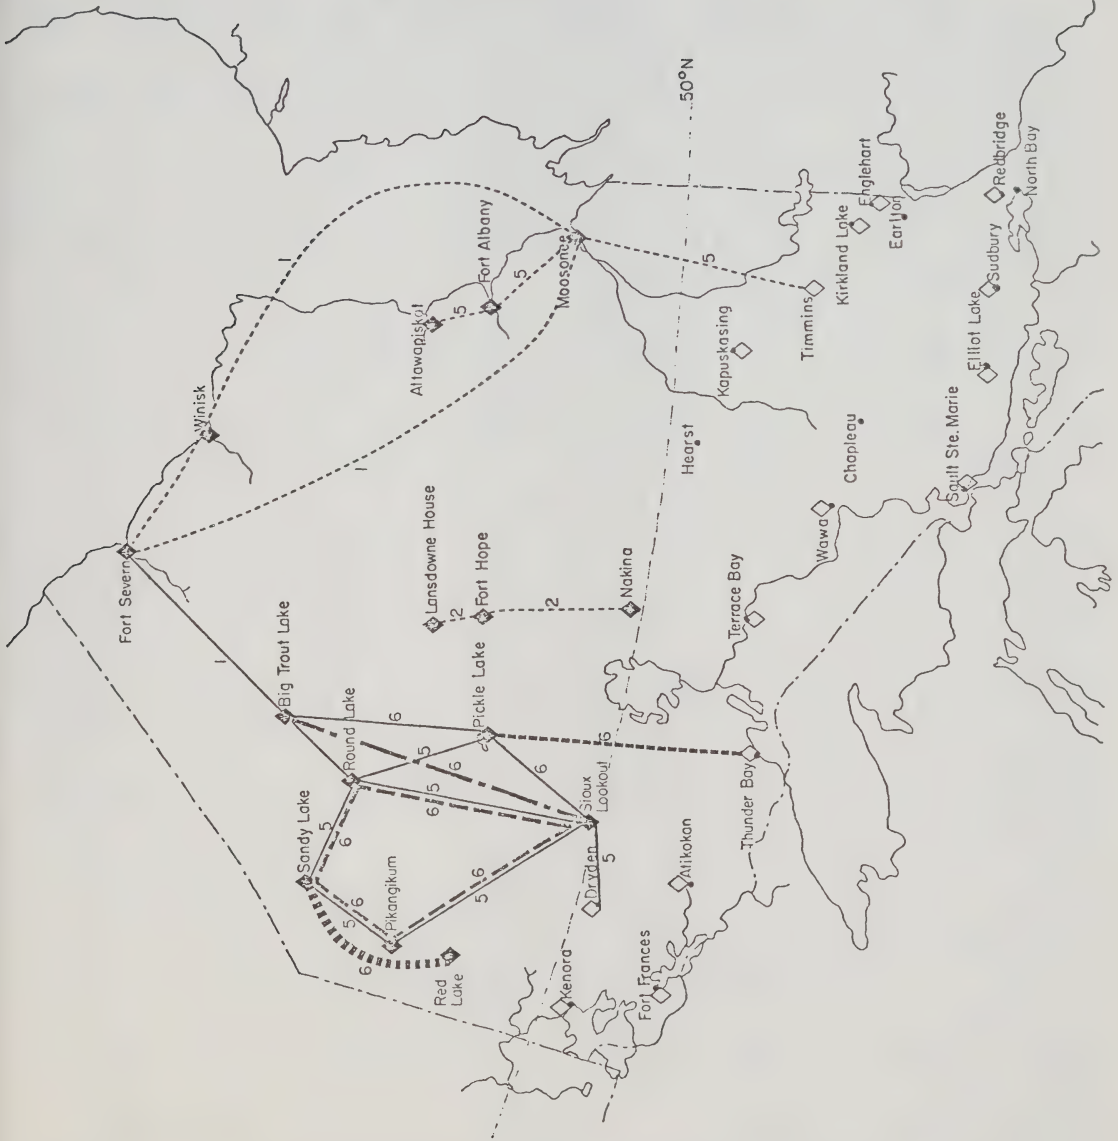 Fort Severn
1
Winisk
1
1
Big Trout Lake
Round Lake
Sandy Lake
Pikangikum
Red
Lake
6
5
6
5
6
6
5
6
5
6
5
6
5
6
Pickle Lake
Lansdowne House
2
Fort Hope
2
Nakina
Attawapiskat
5
Fort Albany
5
Moosonee
5
50°N
Sioux
Lookout
5
Dryden
Kenora
Fort Frances
Atikokan
6
Thunder Bay
Terrace Bay
Hearst
Kapuskasing
Timmins
Kirkland Lake
Englehart
Earlton
Wawa
Chapleau
Sault Ste. Marie
Elliot Lake
Sudbury
Redbridge
North Bay